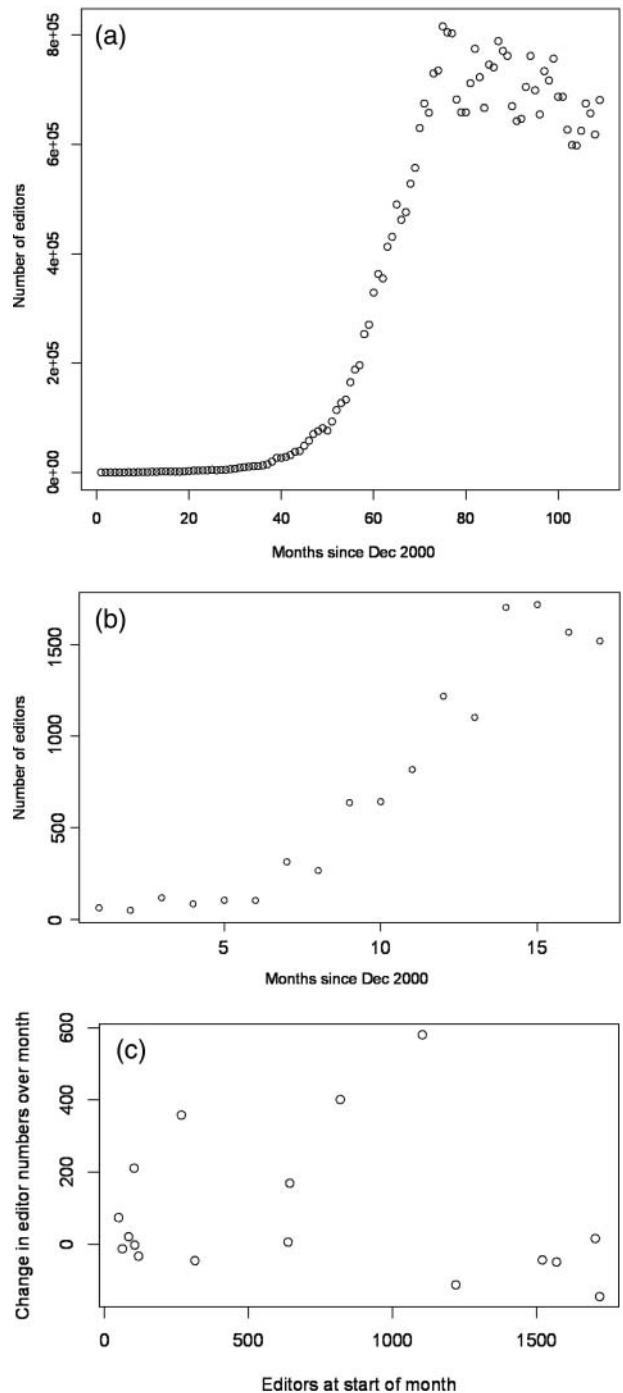 (a)
Number of editors
8e+05
6e+05
4e+05
2e+05
0e+00
0 20 40 60 80 100
Months since Dec 2000
(b)
Number of editors
1500
1000
500
0
5 10 15
Months since Dec 2000
(c)
Change in editor numbers over month
600
400
200
0
0 500 1000 1500
Editors at start of month